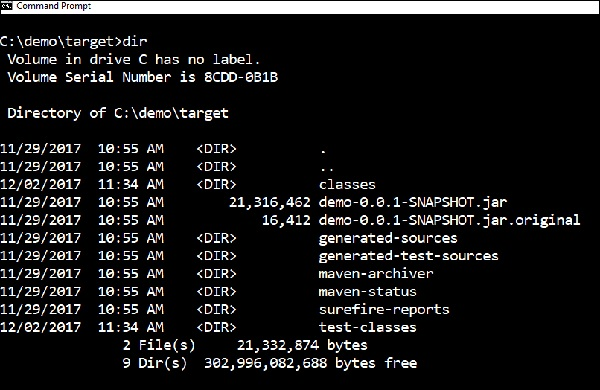 Command Prompt
C:\demo\target>dir
 Volume in drive C has no label.
 Volume Serial Number is 8CDD-0B1B
 Directory of C:\demo\target
11/29/2017  10:55 AM    <DIR>          .
11/29/2017  10:55 AM    <DIR>          ..
12/02/2017  11:34 AM    <DIR>          classes
11/29/2017  10:55 AM        21,316,462 demo-0.0.1-SNAPSHOT.jar
11/29/2017  10:55 AM            16,412 demo-0.0.1-SNAPSHOT.jar.original
11/29/2017  10:55 AM    <DIR>          generated-sources
11/29/2017  10:55 AM    <DIR>          generated-test-sources
11/29/2017  10:55 AM    <DIR>          maven-archiver
11/29/2017  10:55 AM    <DIR>          maven-status
11/29/2017  10:55 AM    <DIR>          surefire-reports
12/02/2017  11:34 AM    <DIR>          test-classes
               2 File(s)     21,332,874 bytes
               9 Dir(s)  302,996,082,688 bytes free